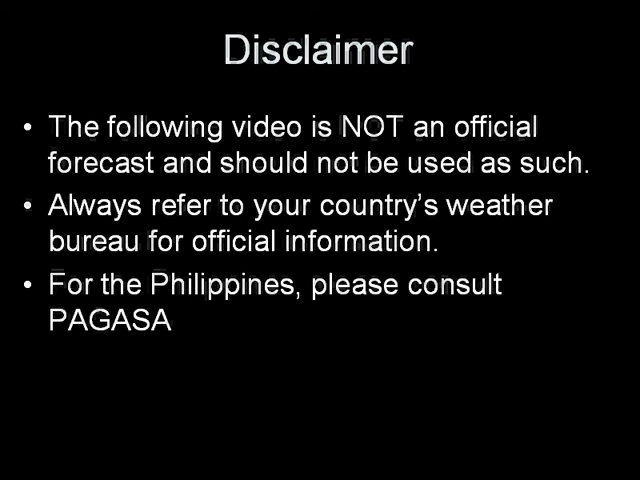 Disclaimer
• The following video is NOT an official
forecast and should not be used as such.
• Always refer to your country’s weather
bureau for official information.
• For the Philippines, please consult
PAGASA